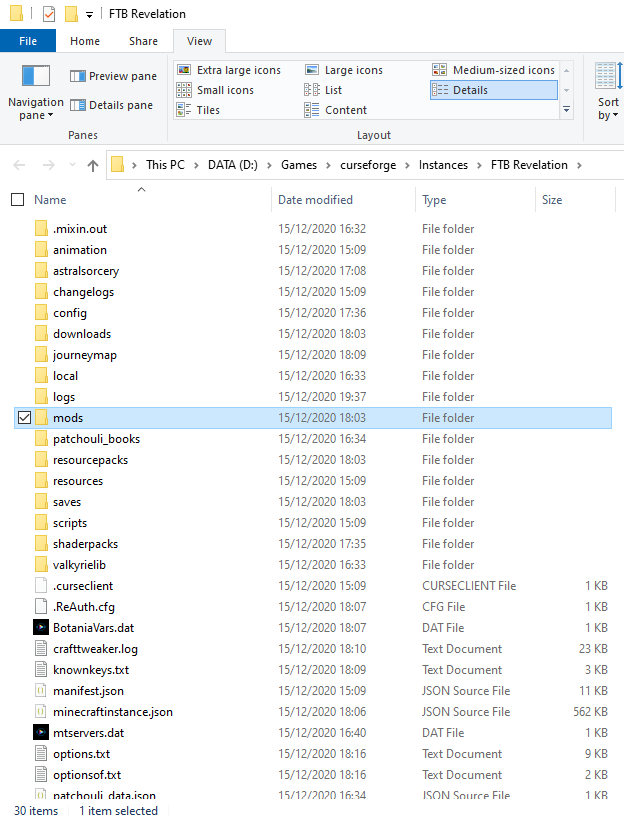 FTB Revelation
File Home Share View
Navigation pane
Preview pane
Details pane
Panes
Extra large icons Large icons Medium-sized icons
Small icons List Details
Tiles Content
Layout
Sort by
This PC > DATA (D:) > Games > curseforge > Instances > FTB Revelation >
Name Date modified Type Size
.mixin.out 15/12/2020 16:32 File folder
animation 15/12/2020 15:09 File folder
astralsorcery 15/12/2020 17:08 File folder
changelogs 15/12/2020 15:09 File folder
config 15/12/2020 17:36 File folder
downloads 15/12/2020 18:03 File folder
journeymap 15/12/2020 18:09 File folder
local 15/12/2020 16:33 File folder
logs 15/12/2020 19:37 File folder
mods 15/12/2020 18:03 File folder
patchouli_books 15/12/2020 16:34 File folder
resourcepacks 15/12/2020 18:03 File folder
resources 15/12/2020 15:09 File folder
saves 15/12/2020 18:03 File folder
scripts 15/12/2020 15:09 File folder
shaderpacks 15/12/2020 17:35 File folder
valkyrielib 15/12/2020 16:33 File folder
.curseclient 15/12/2020 15:09 CURSECLIENT File 1 KB
.ReAuth.cfg 15/12/2020 18:07 CFG File 1 KB
BotaniaVars.dat 15/12/2020 18:07 DAT File 1 KB
crafttweaker.log 15/12/2020 18:10 Text Document 23 KB
knownkeys.txt 15/12/2020 18:09 Text Document 3 KB
manifest.json 15/12/2020 15:09 JSON Source File 11 KB
minecraftinstance.json 15/12/2020 18:06 JSON Source File 562 KB
mtservers.dat 15/12/2020 16:40 DAT File 1 KB
options.txt 15/12/2020 18:16 Text Document 9 KB
optionsof.txt 15/12/2020 18:16 Text Document 2 KB
patchouli_data.json 15/12/2020 16:34 JSON Source File 1 KB
30 items 1 item selected